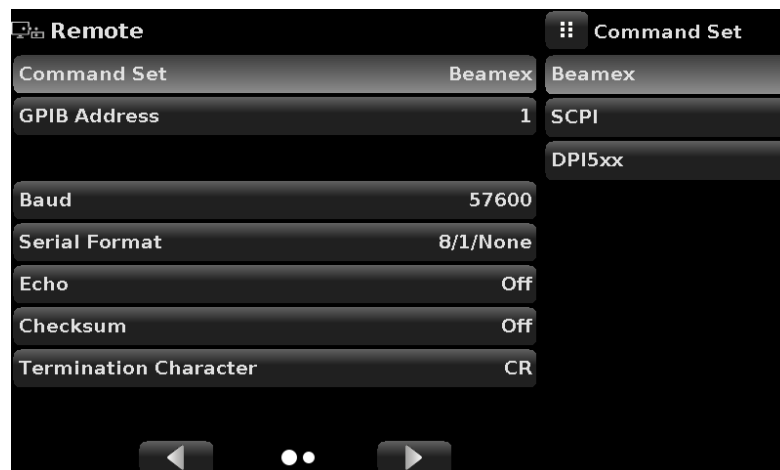 Remote
Command Set Beamex
GPIB Address 1
Baud 57600
Serial Format 8/1/None
Echo Off
Checksum Off
Termination Character CR
Command Set
Beamex
SCPI
DPI5xx